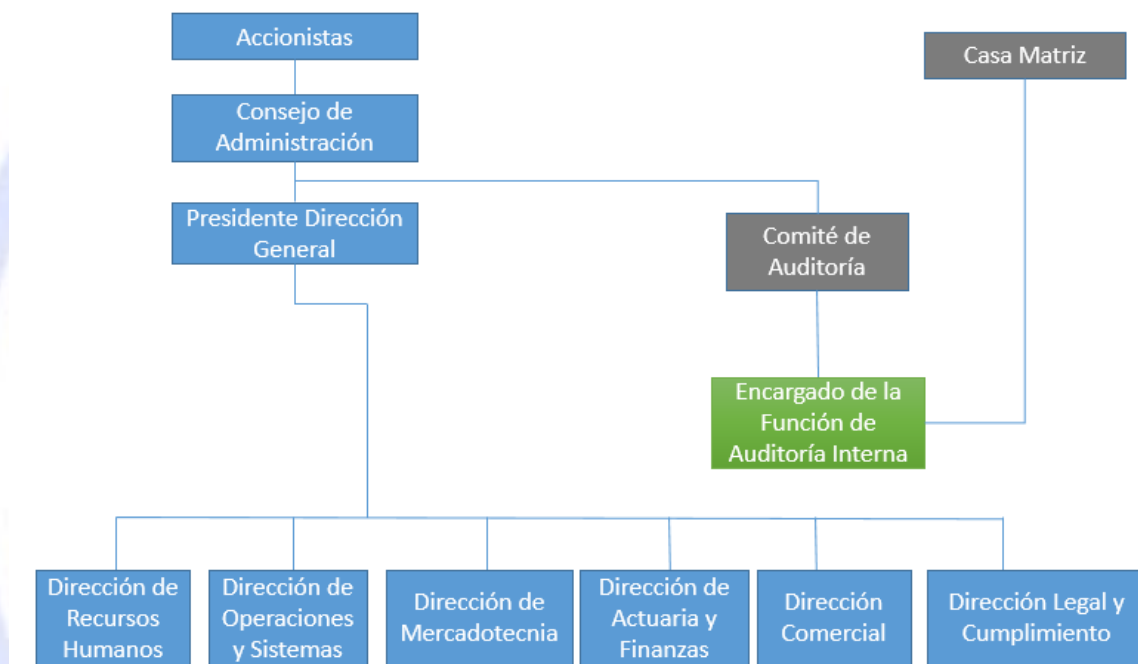 Accionistas
Casa Matriz
Consejo de
Administración
Presidente Dirección
General
Comité de
Auditoría
Encargado de la
Función de
Auditoría Interna
Dirección de
Recursos
Humanos
Dirección de
Operaciones
y Sistemas
Dirección de
Mercadotecnia
Dirección de
Actuaria y
Finanzas
Dirección
Comercial
Dirección Legal y
Cumplimiento